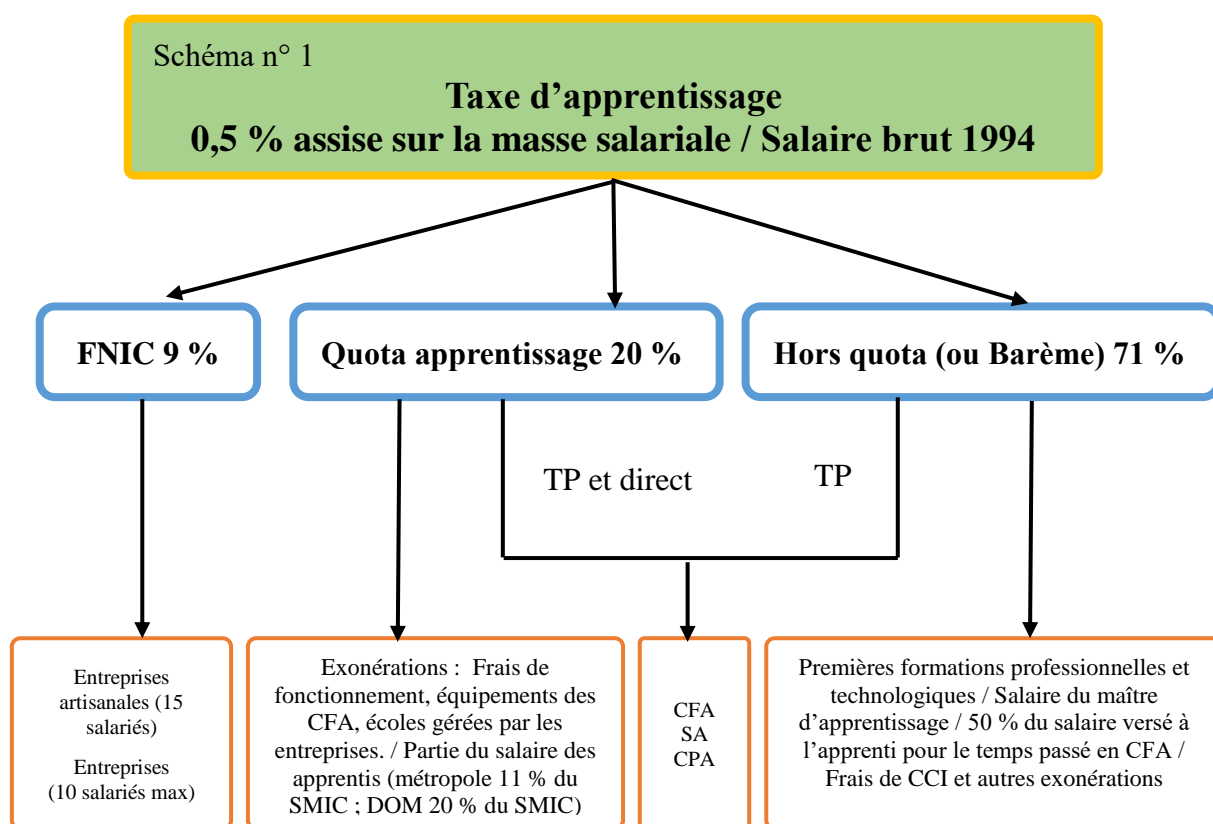 Schéma n° 1
Taxe d’apprentissage
0,5 % assise sur la masse salariale / Salaire brut 1994
FNIC 9 %
Quota apprentissage 20 %
Hors quota (ou Barème) 71 %
TP et direct
TP
Entreprises
artisanales (15
salariés)
Entreprises
(10 salariés max)
Exonérations : Frais de
fonctionnement, équipements des
CFA, écoles gérées par les
entreprises. / Partie du salaire des
apprentis (métropole 11 % du
SMIC ; DOM 20 % du SMIC)
CFA
SA
CPA
Premières formations professionnelles et
technologiques / Salaire du maître
d’apprentissage / 50 % du salaire versé à
l’apprenti pour le temps passé en CFA /
Frais de CCI et autres exonérations